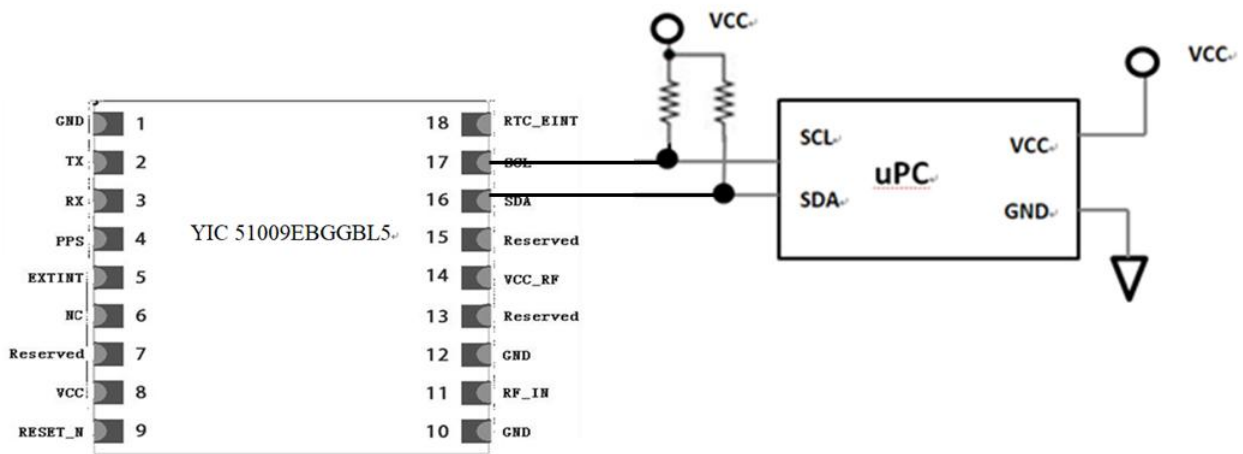 VCC
VCC
GND 1
TX 2
RX 3
PPS 4
EXTINT 5
NC 6
Reserved 7
VCC 8
RESET_N 9
YIC 51009EBGGBL5
18 RTC_EINT
17 SCL
16 SDA
15 Reserved
14 VCC_RF
13 Reserved
12 GND
11 RF_IN
10 GND
SCL
SDA
uPC
VCC
GND